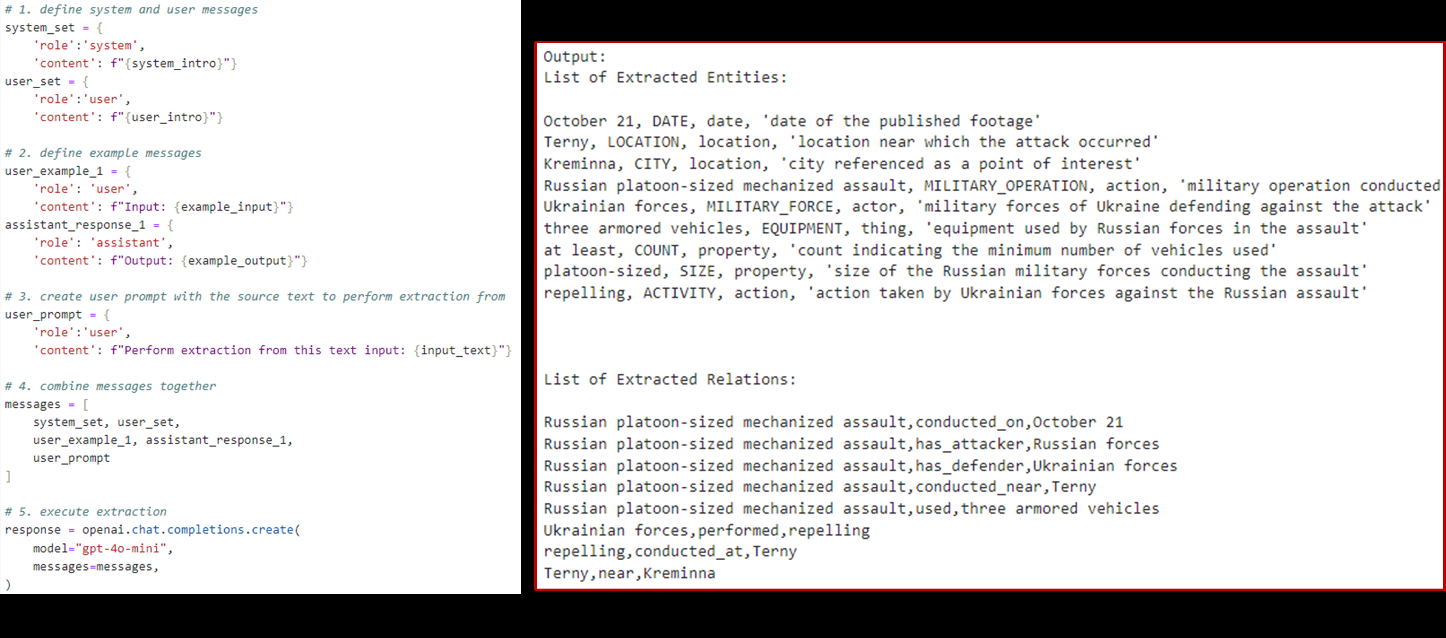 # 1. define system and user messages
system_set = {
    'role':'system',
    'content': f"{system_intro}"}
user_set = {
    'role':'user',
    'content': f"{user_intro}"}

# 2. define example messages
user_example_1 = {
    'role': 'user',
    'content': f"Input: {example_input}"}
assistant_response_1 = {
    'role': 'assistant',
    'content': f"Output: {example_output}"}

# 3. create user prompt with the source text to perform extraction from
user_prompt = {
    'role':'user',
    'content': f"Perform extraction from this text input: {input_text}"}

# 4. combine messages together
messages = [
    system_set, user_set,
    user_example_1, assistant_response_1,
    user_prompt
]

# 5. execute extraction
response = openai.chat.completions.create(
    model="gpt-4o-mini",
    messages=messages,
)

Output:
List of Extracted Entities:

October 21, DATE, date, 'date of the published footage'
Terny, LOCATION, location, 'location near which the attack occurred'
Kreminna, CITY, location, 'city referenced as a point of interest'
Russian platoon-sized mechanized assault, MILITARY_OPERATION, action, 'military operation conducted
Ukrainian forces, MILITARY_FORCE, actor, 'military forces of Ukraine defending against the attack'
three armored vehicles, EQUIPMENT, thing, 'equipment used by Russian forces in the assault'
at least, COUNT, property, 'count indicating the minimum number of vehicles used'
platoon-sized, SIZE, property, 'size of the Russian military forces conducting the assault'
repelling, ACTIVITY, action, 'action taken by Ukrainian forces against the Russian assault'

List of Extracted Relations:

Russian platoon-sized mechanized assault,conducted_on,October 21
Russian platoon-sized mechanized assault,has_attacker,Russian forces
Russian platoon-sized mechanized assault,has_defender,Ukrainian forces
Russian platoon-sized mechanized assault,conducted_near,Terny
Russian platoon-sized mechanized assault,used,three armored vehicles
Ukrainian forces,performed,repelling
repelling,conducted_at,Terny
Terny,near,Kreminna